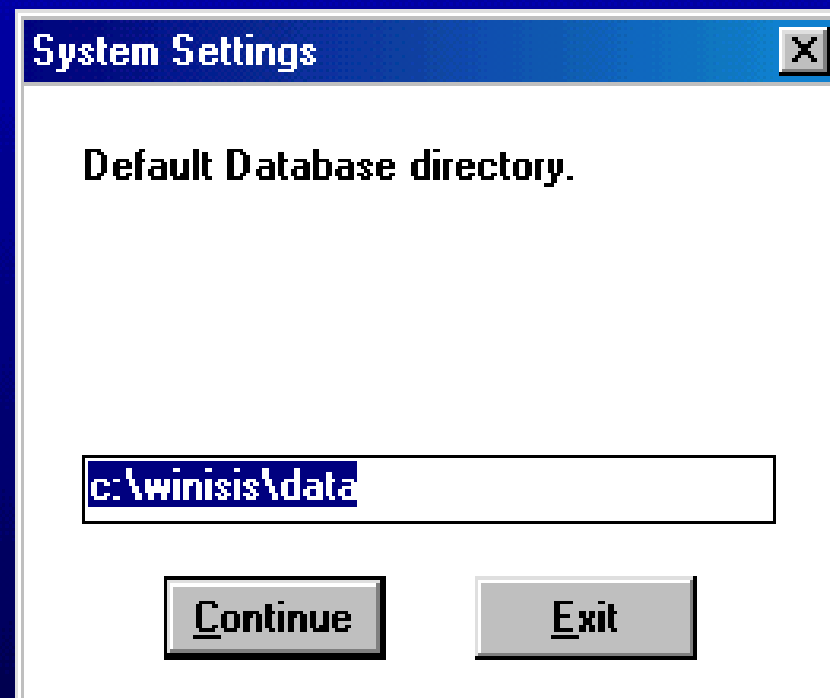 System Settings
Default Database directory.
c:\winisis\data
Continue
Exit